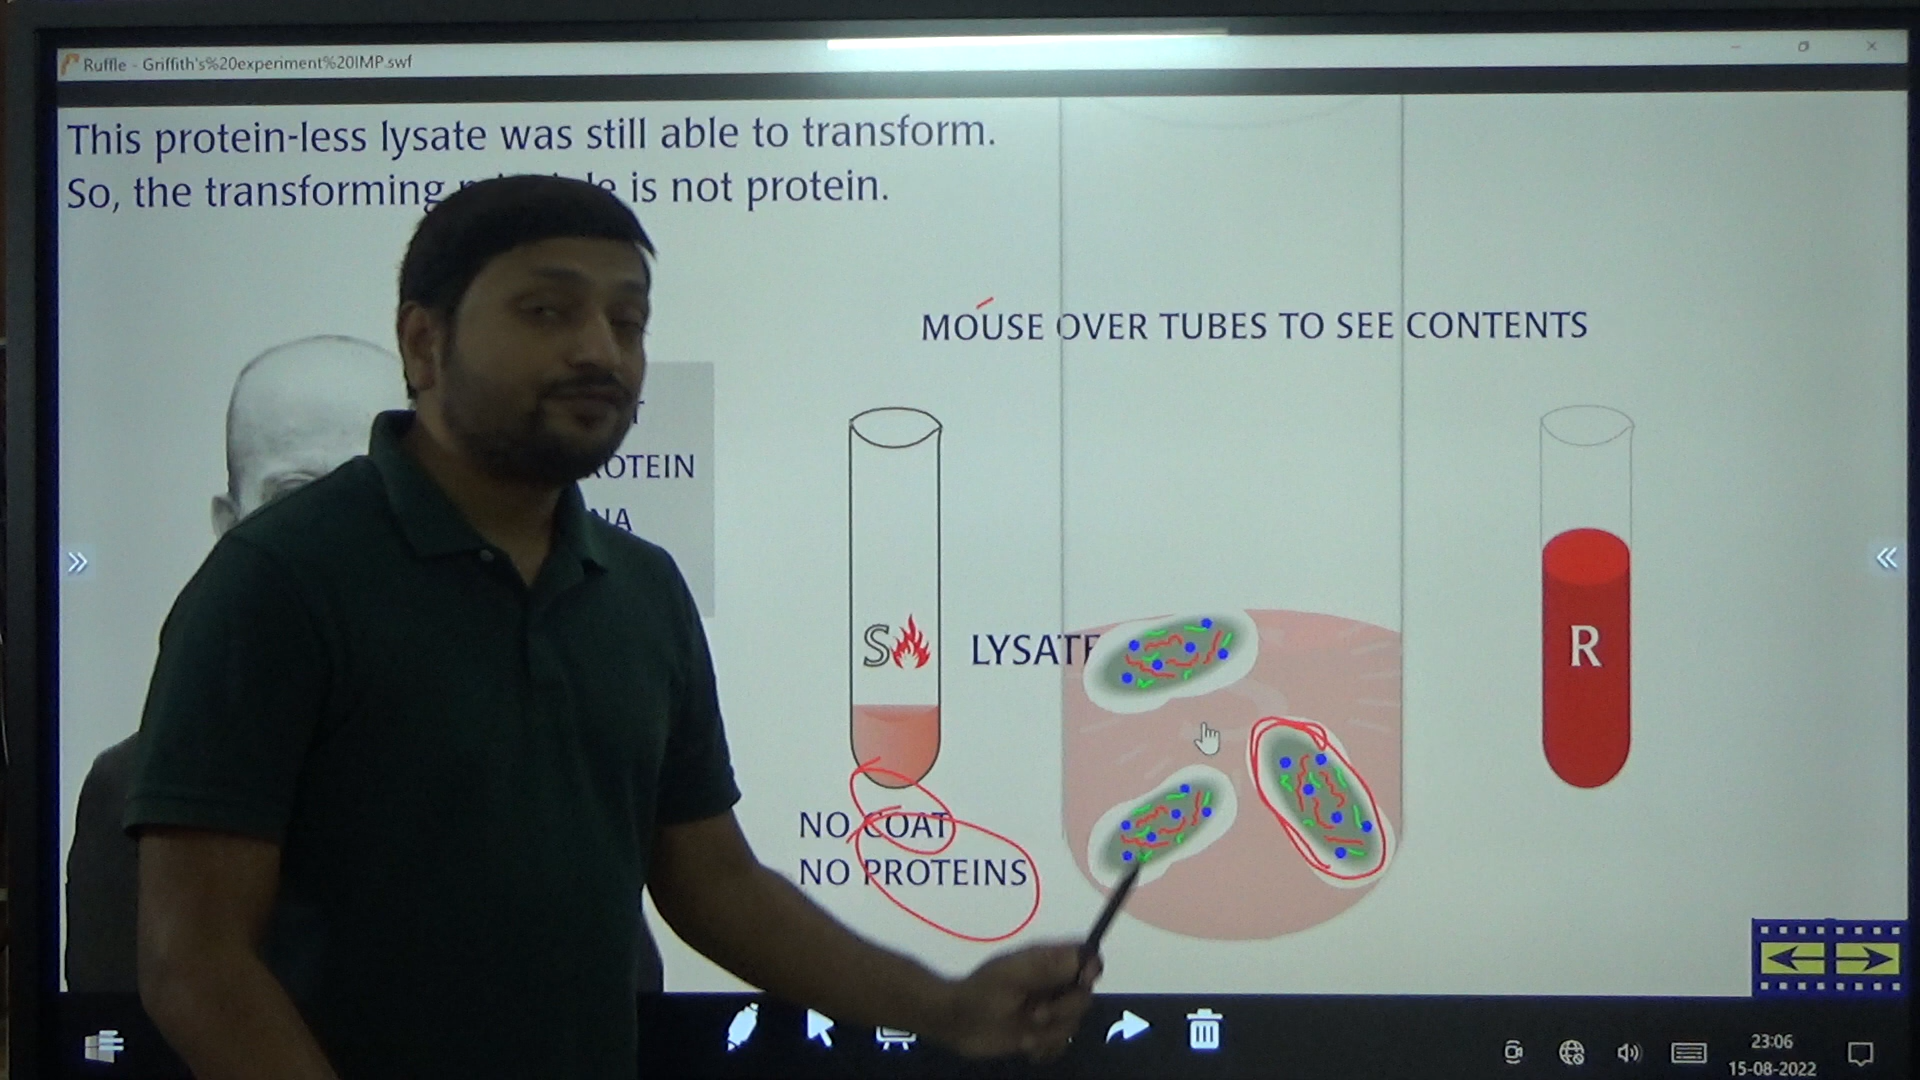 Ruffle - Griffith's%20experiment%20IMP.swf
This protein-less lysate was still able to transform.
So, the transforming is not protein.
MOUSE OVER TUBES TO SEE CONTENTS
S
LYSATE
R
NO COAT
NO PROTEINS
23:06
15-08-2022